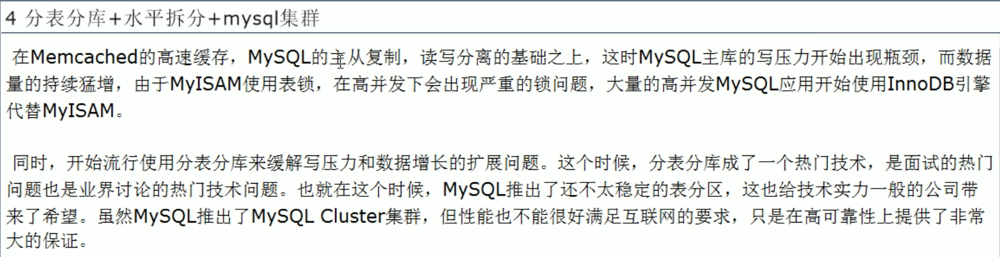 4 分表分库+水平拆分+mysql集群
在Memcached的高速缓存，MySQL的主从复制，读写分离的基础之上，这时MySQL主库的写压力开始出现瓶颈，而数据
量的持续猛增，由于MyISAM使用表锁，在高并发下会出现严重的锁问题，大量的高并发MySQL应用开始使用InnoDB引擎
代替MyISAM。
同时，开始流行使用分表分库来缓解写压力和数据增长的扩展问题。这个时候，分表分库成了一个热门技术，是面试的热门
问题也是业界讨论的热门技术问题。也就在这个时候，MySQL推出了还不太稳定的表分区，这也给技术实力一般的公司带
来了希望。虽然MySQL推出了MySQL Cluster集群，但性能也不能很好满足互联网的要求，只是在高可靠性上提供了非常
大的保证。